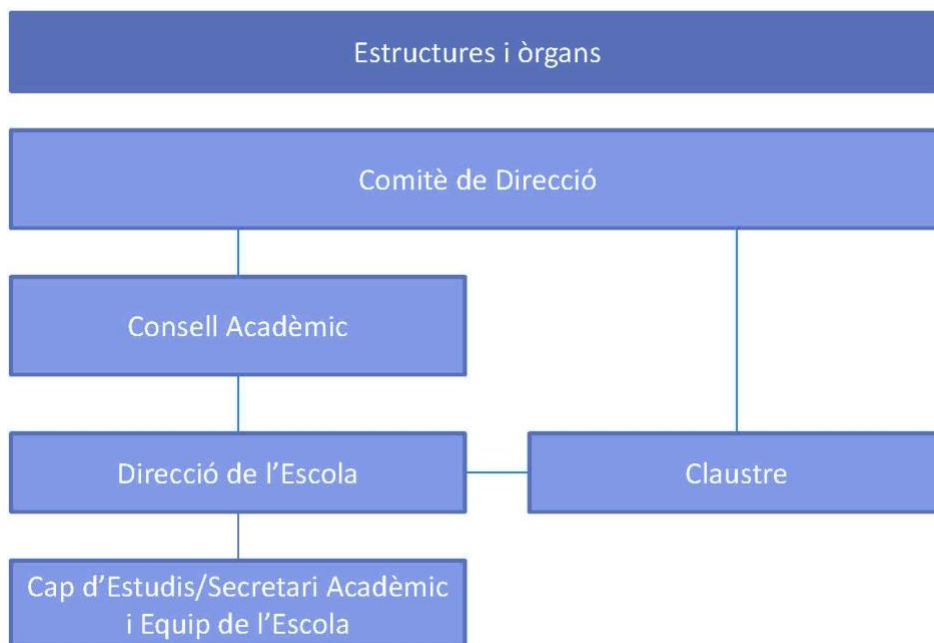 Estructures i òrgans
Comitè de Direcció
Consell Acadèmic
Direcció de l’Escola
Claustre
Cap d’Estudis/Secretari Acadèmic
i Equip de l’Escola